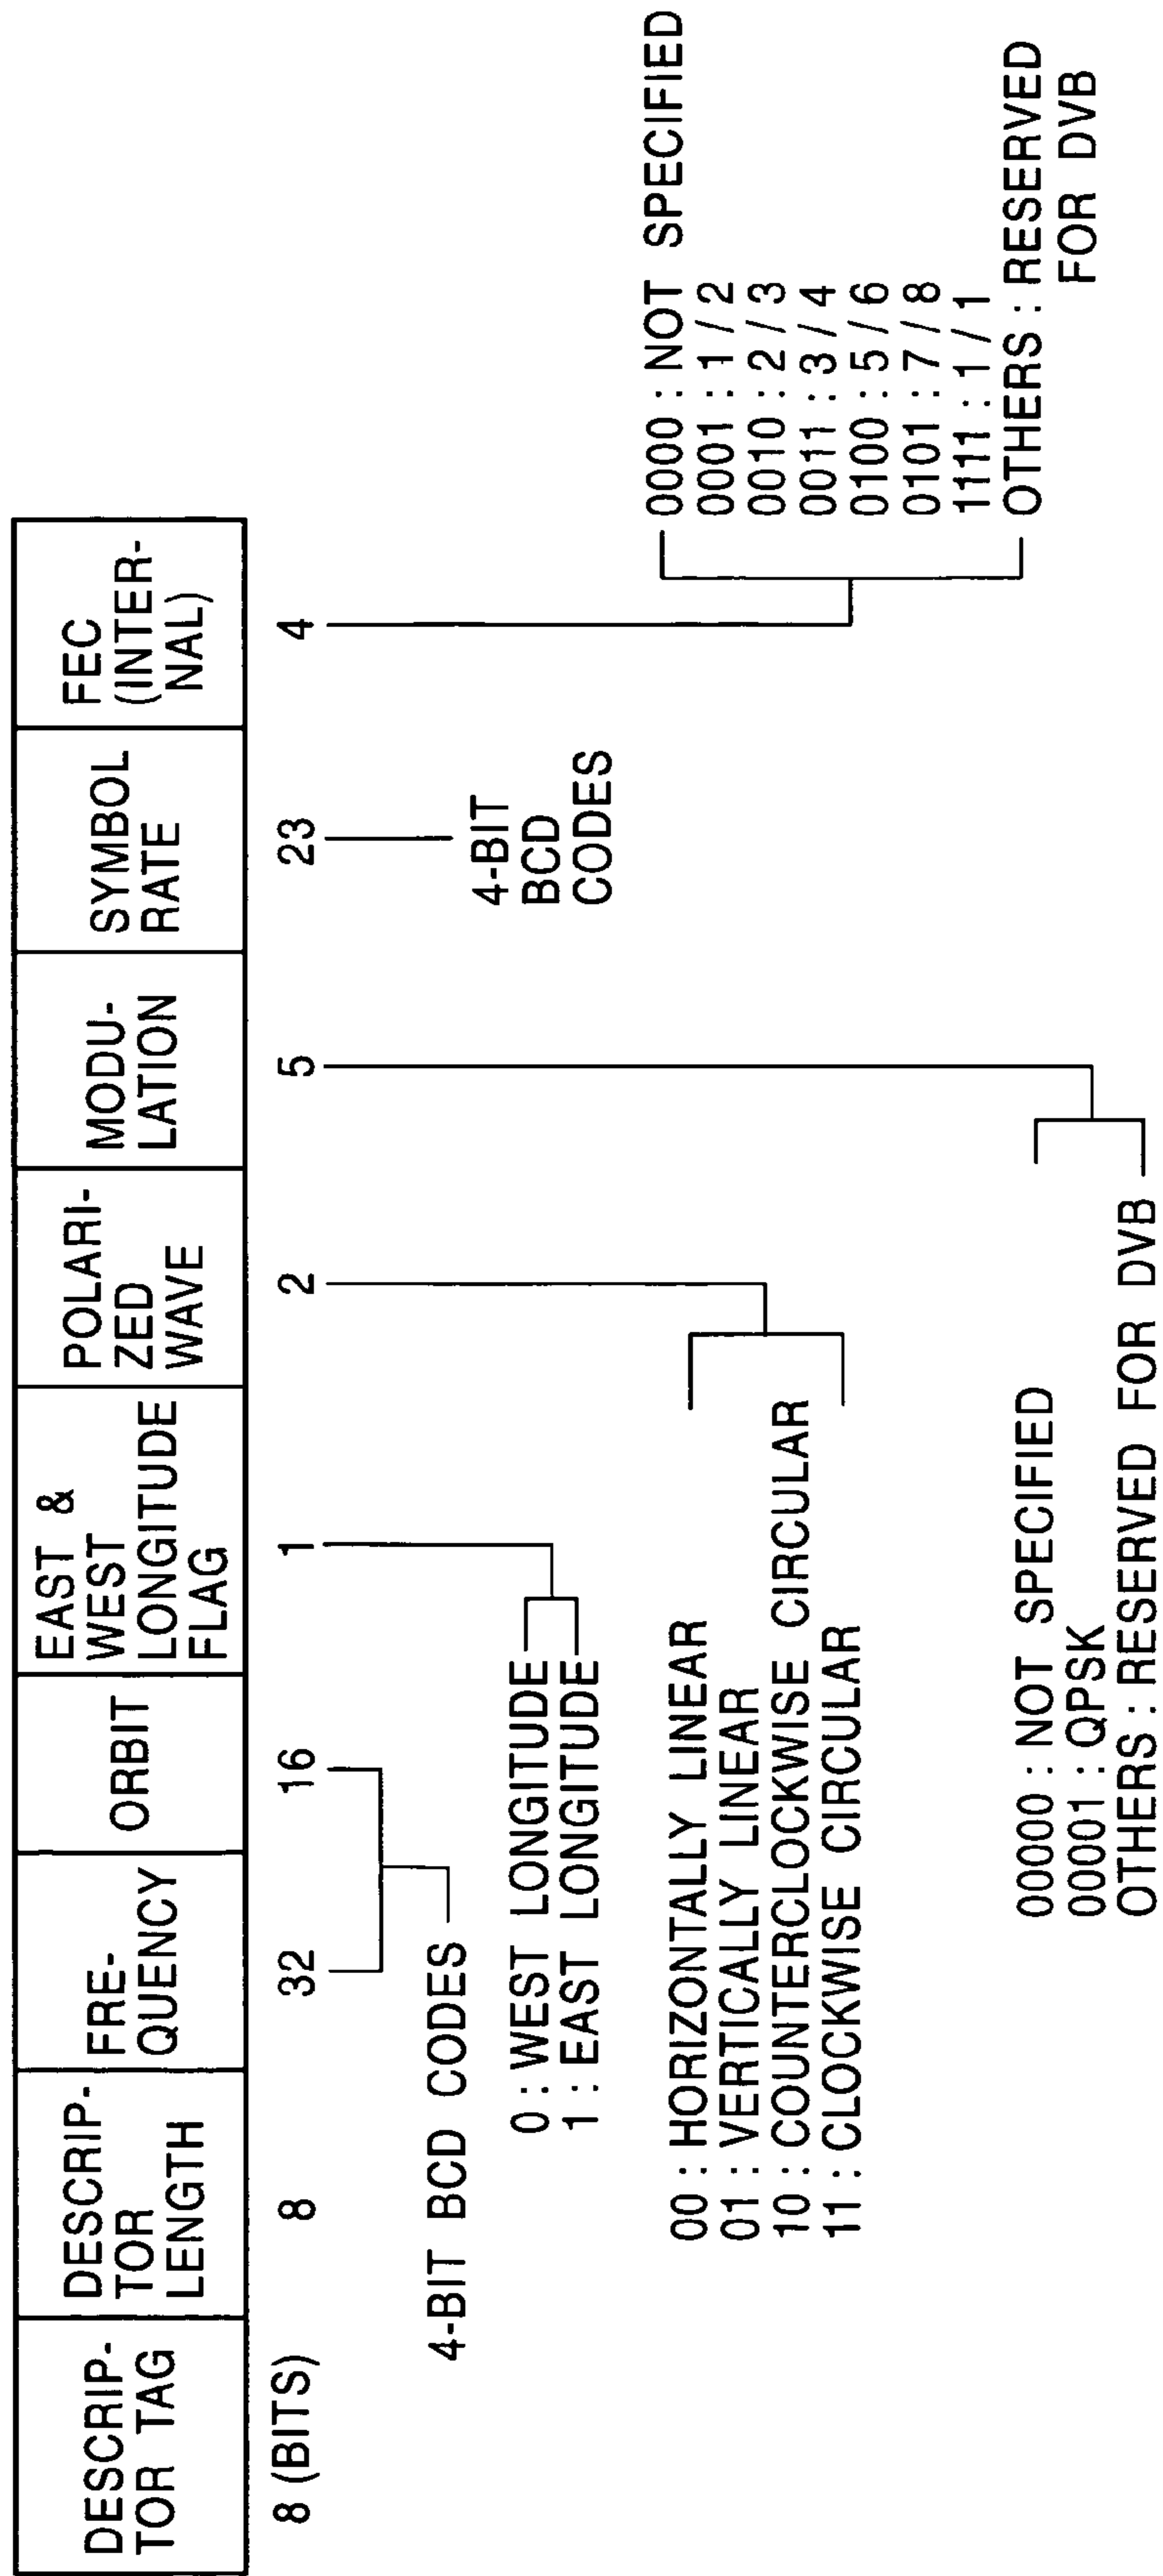 DESCRIP-
TOR TAG
DESCRIP-
TOR
LENGTH
FRE-
QUENCY
ORBIT
EAST &
WEST
LONGITUDE
FLAG
POLARI-
ZED
WAVE
MODU-
LATION
SYMBOL
RATE
FEC
(INTER-
NAL)
8 (BITS)
8
32
16
1
2
5
23
4
4-BIT BCD CODES
0 : WEST LONGITUDE
1 : EAST LONGITUDE
00 : HORIZONTALLY LINEAR
01 : VERTICALLY LINEAR
10 : COUNTERCLOCKWISE CIRCULAR
11 : CLOCKWISE CIRCULAR
00000 : NOT SPECIFIED
00001 : QPSK
OTHERS : RESERVED FOR DVB
4-BIT
BCD
CODES
0000 : NOT SPECIFIED
0001 : 1 / 2
0010 : 2 / 3
0011 : 3 / 4
0100 : 5 / 6
0101 : 7 / 8
1111 : 1 / 1
OTHERS : RESERVED
FOR DVB